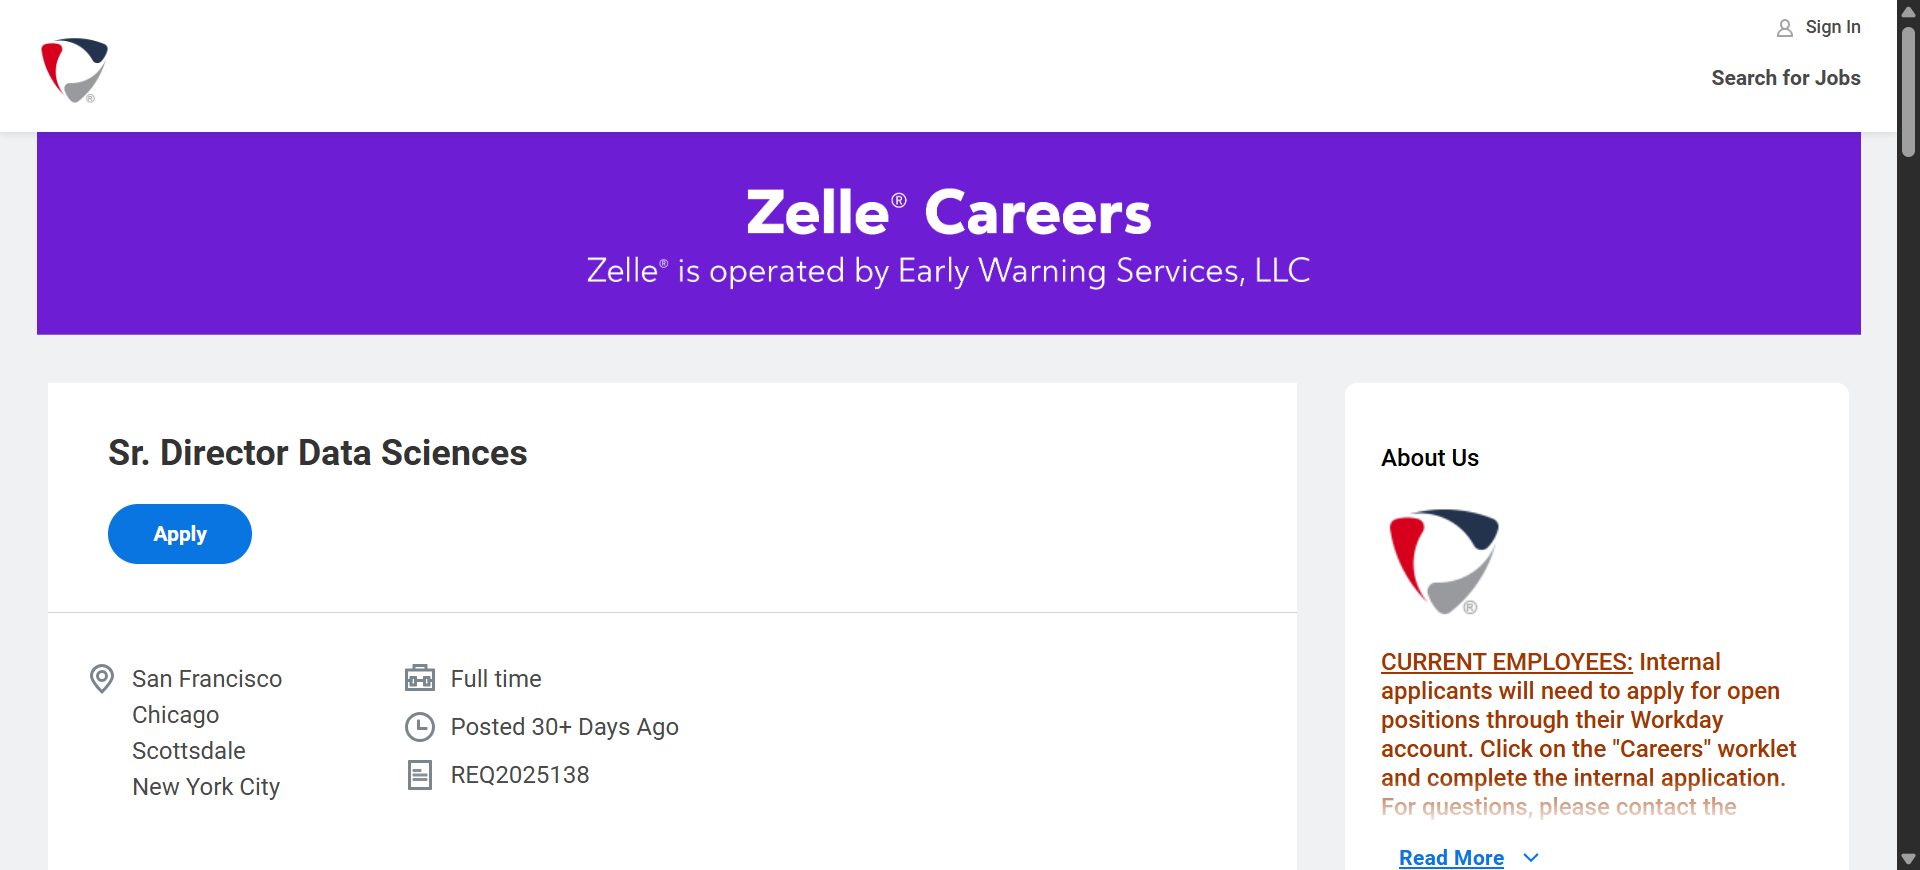 Sign In
Search for Jobs
Zelle® Careers
Zelle® is operated by Early Warning Services, LLC
Sr. Director Data Sciences
Apply
San Francisco
Chicago
Scottsdale
New York City
Full time
Posted 30+ Days Ago
REQ2025138
About Us
®
CURRENT EMPLOYEES: Internal
applicants will need to apply for open
positions through their Workday
account. Click on the "Careers" worklet
and complete the internal application.
For questions, please contact the
Read More